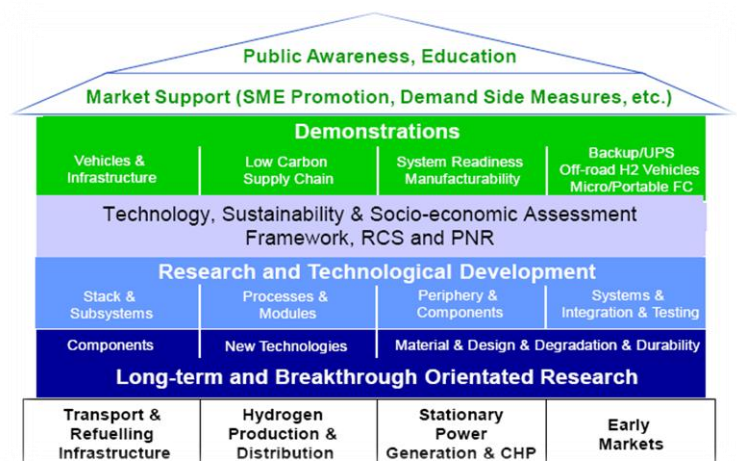 Public Awareness, Education
Market Support (SME Promotion, Demand Side Measures, etc.)
Demonstrations
Vehicles &
Infrastructure
Low Carbon
Supply Chain
System Readiness
Manufacturability
Backup/UPS
Off-road H2 Vehicles
Micro/Portable FC
Technology, Sustainability & Socio-economic Assessment
Framework, RCS and PNR
Research and Technological Development
Stack &
Subsystems
Processes &
Modules
Periphery &
Components
Systems &
Integration & Testing
Components
New Technologies
Material & Design & Degradation & Durability
Long-term and Breakthrough Orientated Research
Transport &
Refuelling
Infrastructure
Hydrogen
Production &
Distribution
Stationary
Power
Generation & CHP
Early
Markets